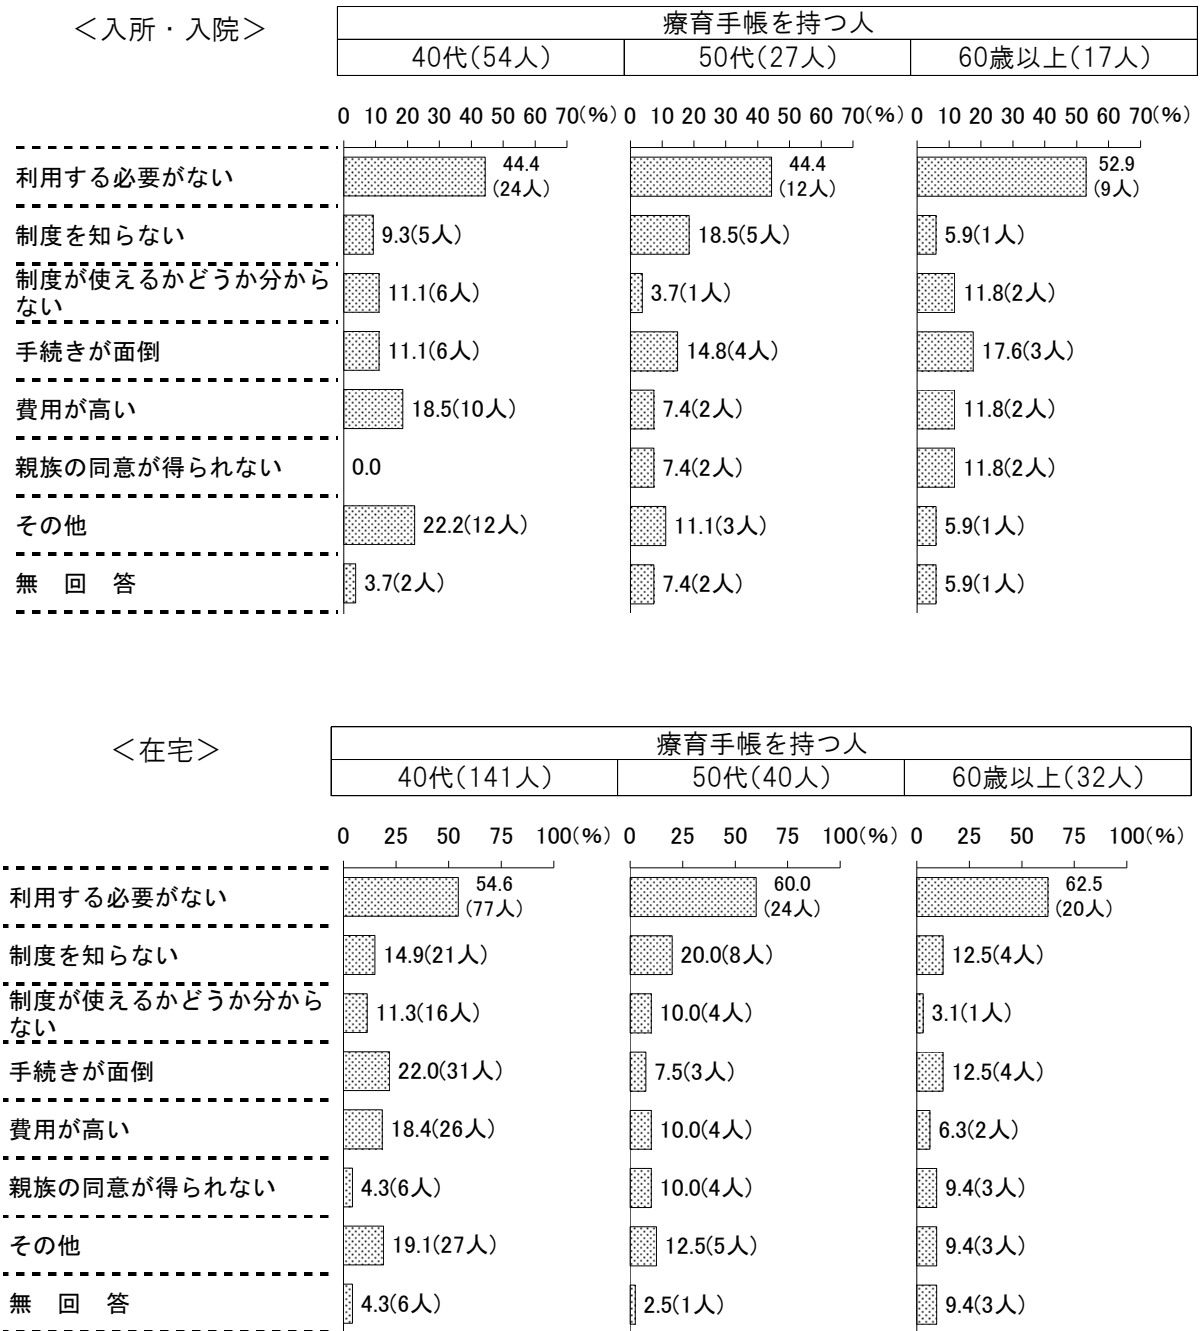 ＜入所・入院＞
療育手帳を持つ人
40代(54人) 50代(27人) 60歳以上(17人)
0 10 20 30 40 50 60 70(%) 0 10 20 30 40 50 60 70(%) 0 10 20 30 40 50 60 70(%)
利用する必要がない 44.4 44.4 52.9
(24人) (12人) (9人)
制度を知らない 9.3(5人) 18.5(5人) 5.9(1人)
制度が使えるかどうか分から
ない 11.1(6人) 3.7(1人) 11.8(2人)
手続きが面倒 11.1(6人) 14.8(4人) 17.6(3人)
費用が高い 18.5(10人) 7.4(2人) 11.8(2人)
親族の同意が得られない 0.0 7.4(2人) 11.8(2人)
その他 22.2(12人) 11.1(3人) 5.9(1人)
無　回　答 3.7(2人) 7.4(2人) 5.9(1人)
＜在宅＞
療育手帳を持つ人
40代(141人) 50代(40人) 60歳以上(32人)
0 25 50 75 100(%) 0 25 50 75 100(%) 0 25 50 75 100(%)
利用する必要がない 54.6 60.0 62.5
(77人) (24人) (20人)
制度を知らない 14.9(21人) 20.0(8人) 12.5(4人)
制度が使えるかどうか分から
ない 11.3(16人) 10.0(4人) 3.1(1人)
手続きが面倒 22.0(31人) 7.5(3人) 12.5(4人)
費用が高い 18.4(26人) 10.0(4人) 6.3(2人)
親族の同意が得られない 4.3(6人) 10.0(4人) 9.4(3人)
その他 19.1(27人) 12.5(5人) 9.4(3人)
無　回　答 4.3(6人) 2.5(1人) 9.4(3人)